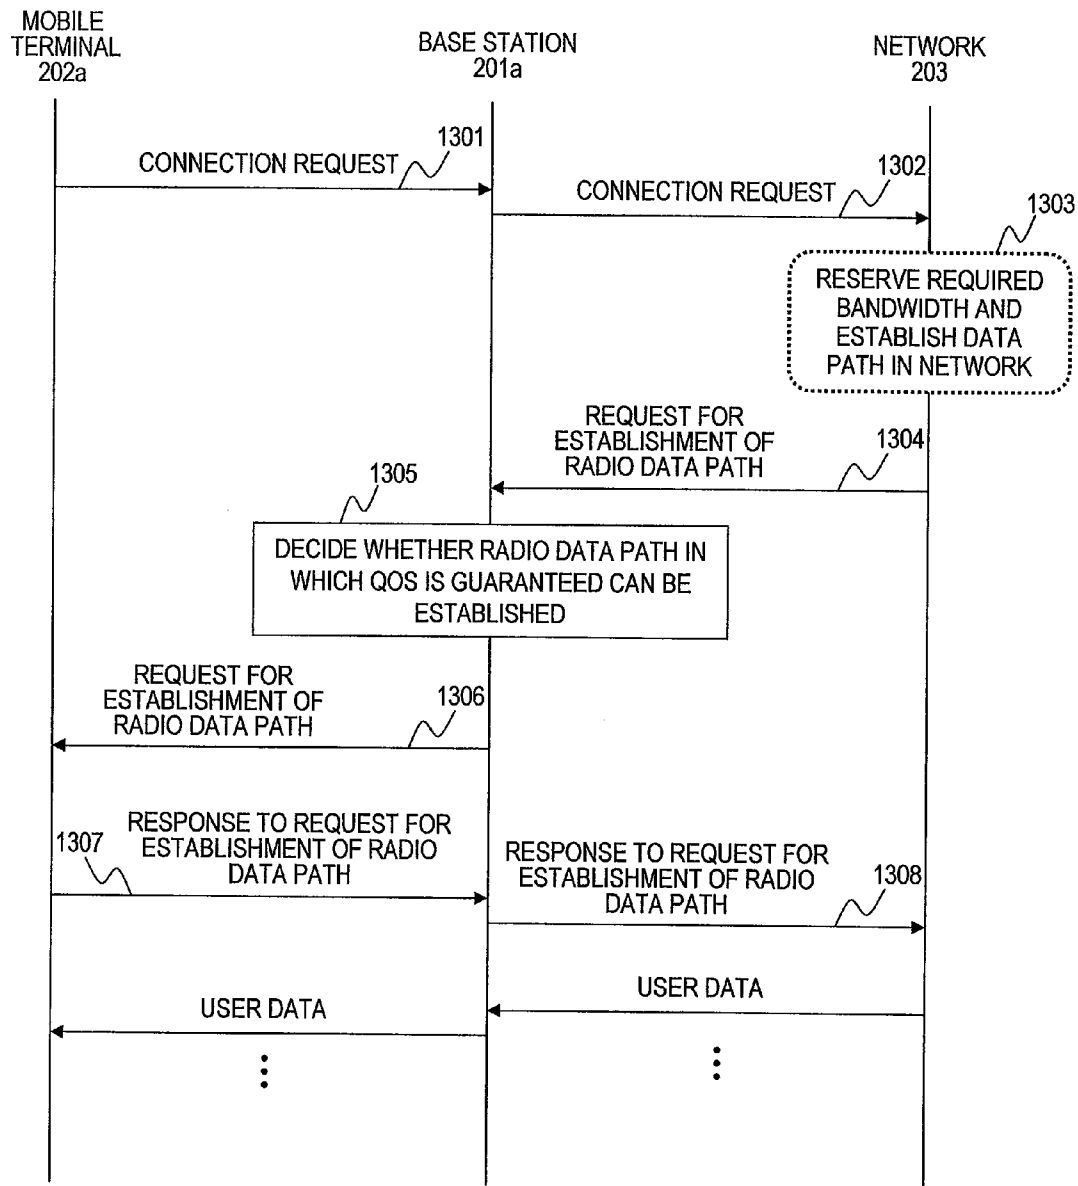 MOBILE
TERMINAL
202a
BASE STATION
201a
NETWORK
203
1301
CONNECTION REQUEST
1302
CONNECTION REQUEST
1303
RESERVE REQUIRED
BANDWIDTH AND
ESTABLISH DATA
PATH IN NETWORK
REQUEST FOR
ESTABLISHMENT OF
RADIO DATA PATH
1304
1305
DECIDE WHETHER RADIO DATA PATH IN
WHICH QOS IS GUARANTEED CAN BE
ESTABLISHED
REQUEST FOR
ESTABLISHMENT OF
RADIO DATA PATH
1306
1307
RESPONSE TO REQUEST FOR
ESTABLISHMENT OF RADIO
DATA PATH
RESPONSE TO REQUEST FOR
ESTABLISHMENT OF RADIO
DATA PATH
1308
USER DATA
USER DATA